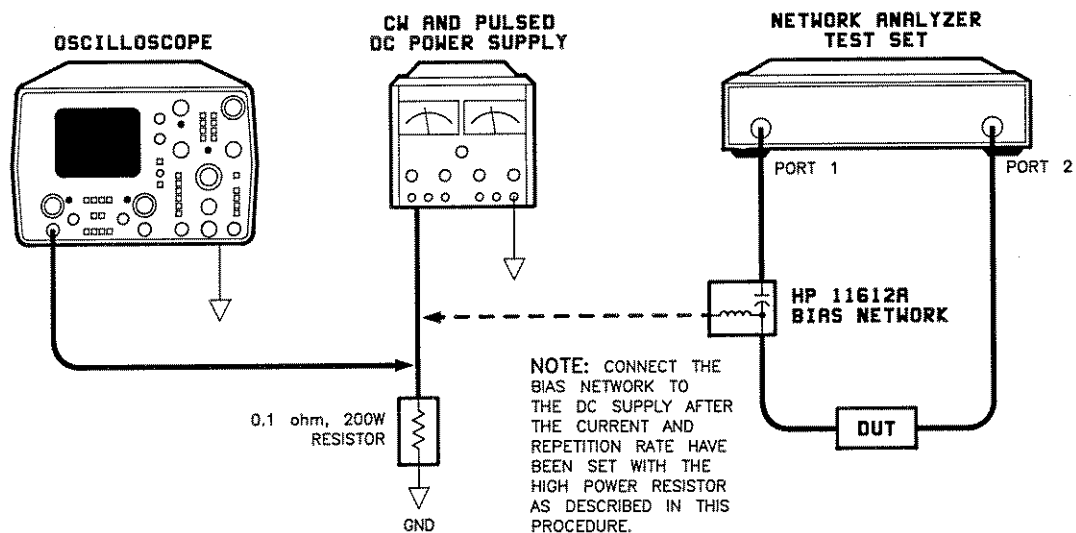 OSCILLOSCOPE
CW AND PULSED
DC POWER SUPPLY
NETWORK ANALYZER
TEST SET
PORT 1
PORT 2
HP 11612A
BIAS NETWORK
NOTE: CONNECT THE
BIAS NETWORK TO
THE DC SUPPLY AFTER
THE CURRENT AND
REPETITION RATE HAVE
BEEN SET WITH THE
HIGH POWER RESISTOR
AS DESCRIBED IN THIS
PROCEDURE.
0.1 ohm, 200W
RESISTOR
GND
DUT